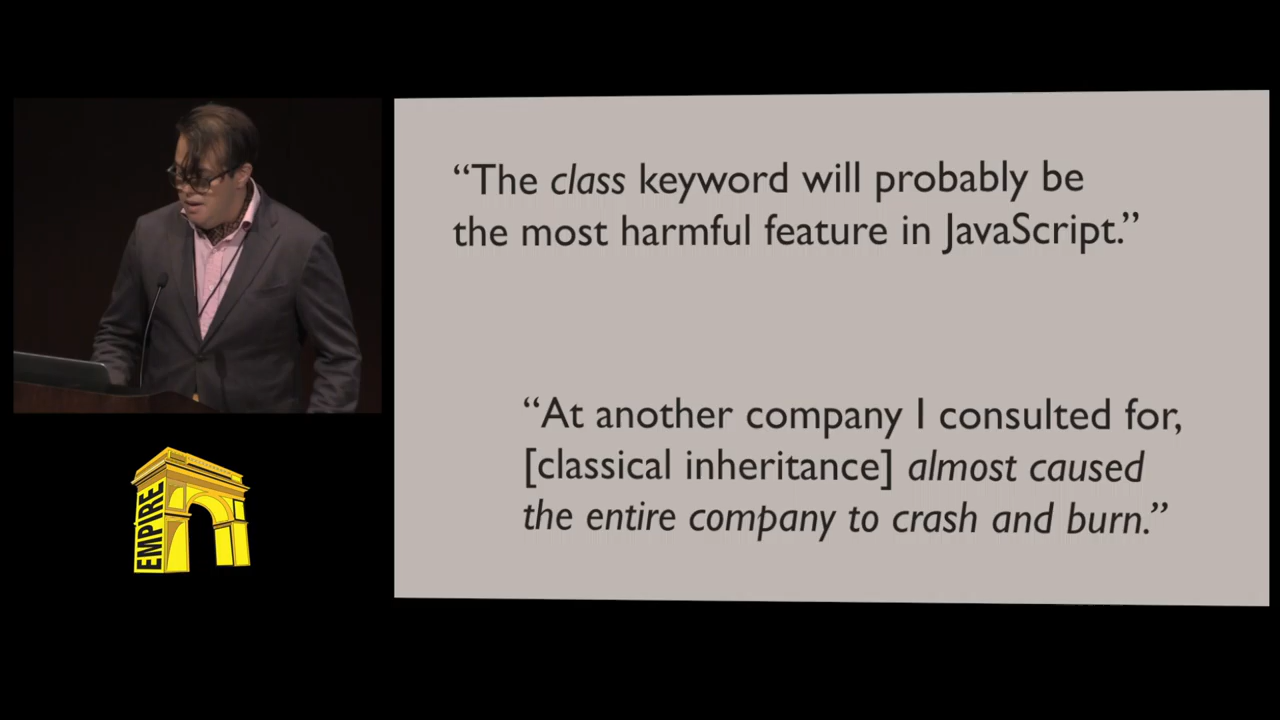 “The class keyword will probably be
the most harmful feature in JavaScript.”
“At another company I consulted for,
[classical inheritance] almost caused
the entire company to crash and burn.”
EMPIRE